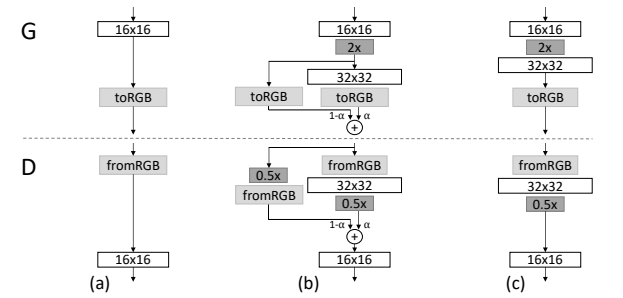 G
16x16 16x16 16x16
2x 2x
32x32 32x32
toRGB toRGB toRGB toRGB
1-α α
+
D
fromRGB fromRGB fromRGB
0.5x
32x32 32x32
fromRGB
0.5x 0.5x
1-α α
+
16x16 16x16 16x16
(a) (b) (c)